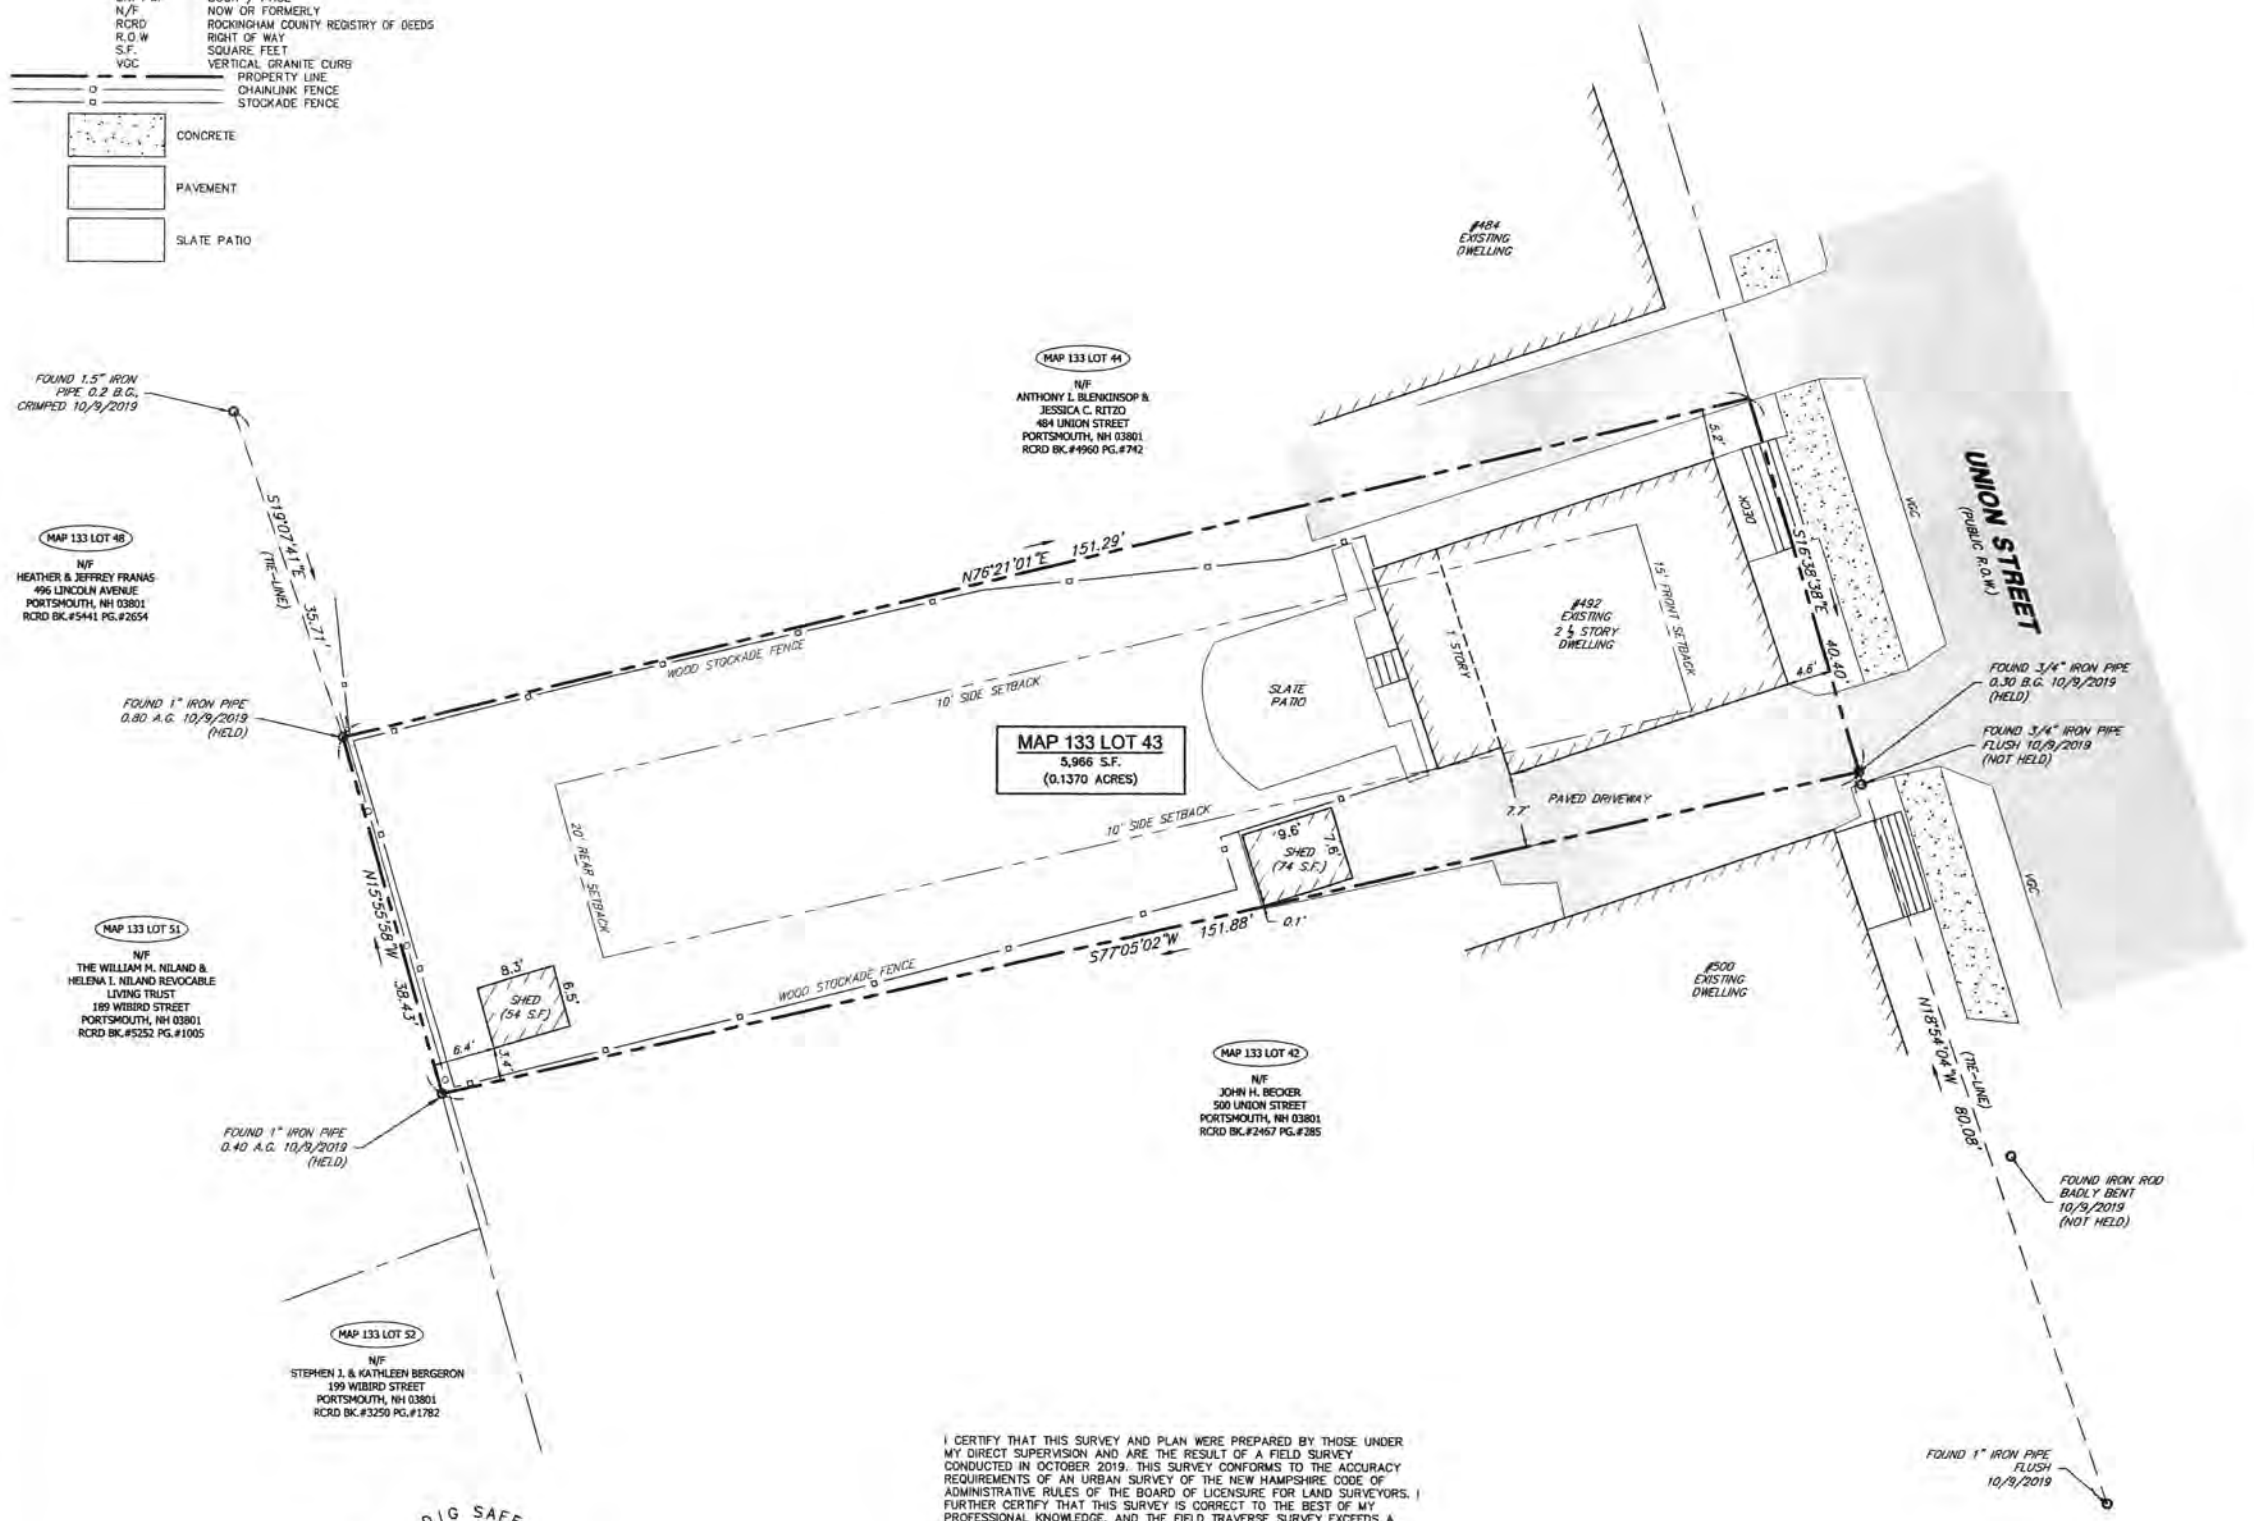 N/F NOW OR FORMERLY
RCRD ROCKINGHAM COUNTY REGISTRY OF DEEDS
R.O.W RIGHT OF WAY
S.F. SQUARE FEET
VGC VERTICAL GRANITE CURB
PROPERTY LINE
CHAINLINK FENCE
STOCKADE FENCE
CONCRETE
PAVEMENT
SLATE PATIO
#484
EXISTING
DWELLING
MAP 133 LOT 44
N/F
ANTHONY I. BLENKINSOP &
JESSICA C. RITZO
484 UNION STREET
PORTSMOUTH, NH 03801
RCRD BK.#4960 PG.#742
FOUND 1.5" IRON
PIPE 0.2 B.G.,
CRIMPED 10/9/2019
S19°07'41"E 35.71'
(TIE-LINE)
MAP 133 LOT 48
N/F
HEATHER & JEFFREY FRANAS
496 LINCOLN AVENUE
PORTSMOUTH, NH 03801
RCRD BK.#5441 PG.#2654
FOUND 1" IRON PIPE
0.80 A.G. 10/9/2019
(HELD)
N76°21'01"E 151.29'
WOOD STOCKADE FENCE
10' SIDE SETBACK
5.2'
DECK
S16°38'38"E 40.40'
VGC
UNION STREET
(PUBLIC R.O.W.)
#492
EXISTING
2 ½ STORY
DWELLING
1 STORY
15' FRONT SETBACK
4.6'
SLATE
PATIO
MAP 133 LOT 43
5,966 S.F.
(0.1370 ACRES)
FOUND 3/4" IRON PIPE
0.30 B.G. 10/9/2019
(HELD)
FOUND 3/4" IRON PIPE
FLUSH 10/9/2019
(NOT HELD)
PAVED DRIVEWAY
7.7'
10' SIDE SETBACK
20' REAR SETBACK
9.6'
7.6'
SHED
(74 S.F.)
0.1'
VGC
N15°55'58"W 38.43'
S77°05'02"W 151.88'
WOOD STOCKADE FENCE
8.3'
6.5'
SHED
(54 S.F.)
6.4'
3.4'
MAP 133 LOT 51
N/F
THE WILLIAM M. NILAND &
HELENA I. NILAND REVOCABLE
LIVING TRUST
189 WIBIRD STREET
PORTSMOUTH, NH 03801
RCRD BK.#5252 PG.#1005
#500
EXISTING
DWELLING
N18°54'04"W 80.08'
(TIE-LINE)
MAP 133 LOT 42
N/F
JOHN H. BECKER
500 UNION STREET
PORTSMOUTH, NH 03801
RCRD BK.#2467 PG.#285
FOUND 1" IRON PIPE
0.40 A.G. 10/9/2019
(HELD)
FOUND IRON ROD
BADLY BENT
10/9/2019
(NOT HELD)
MAP 133 LOT 52
N/F
STEPHEN J. & KATHLEEN BERGERON
199 WIBIRD STREET
PORTSMOUTH, NH 03801
RCRD BK.#3250 PG.#1782
FOUND 1" IRON PIPE
FLUSH
10/9/2019
I CERTIFY THAT THIS SURVEY AND PLAN WERE PREPARED BY THOSE UNDER
MY DIRECT SUPERVISION AND ARE THE RESULT OF A FIELD SURVEY
CONDUCTED IN OCTOBER 2019. THIS SURVEY CONFORMS TO THE ACCURACY
REQUIREMENTS OF AN URBAN SURVEY OF THE NEW HAMPSHIRE CODE OF
ADMINISTRATIVE RULES OF THE BOARD OF LICENSURE FOR LAND SURVEYORS. I
FURTHER CERTIFY THAT THIS SURVEY IS CORRECT TO THE BEST OF MY
PROFESSIONAL KNOWLEDGE, AND THE FIELD TRAVERSE SURVEY EXCEEDS A
DIG SAFE